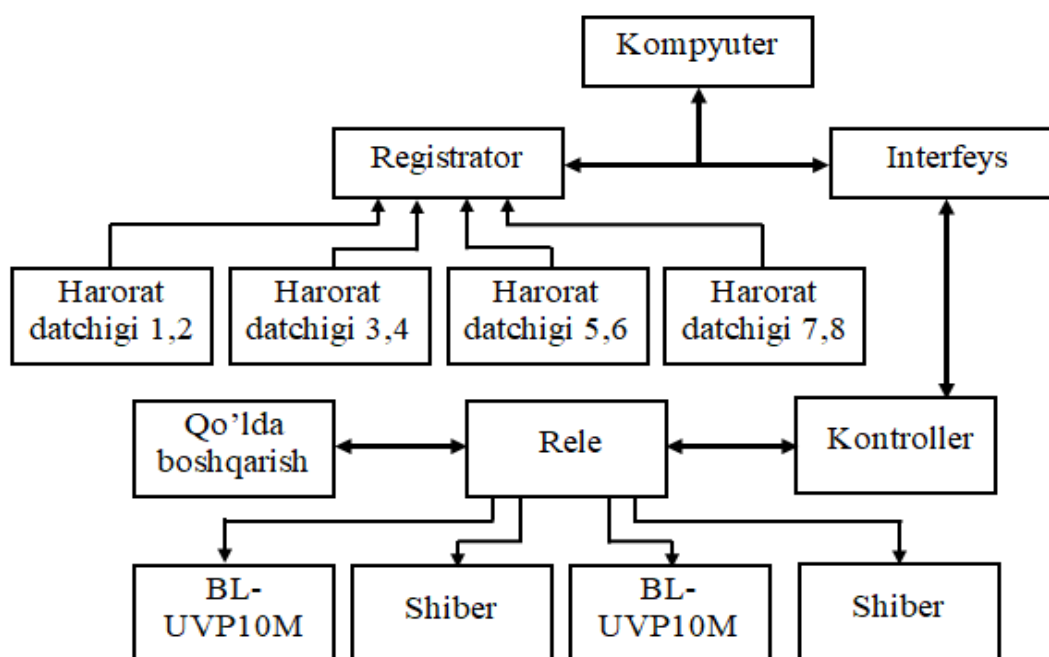 Kompyuter
Registrator
Interfeys
Harorat
datchigi 1,2
Harorat
datchigi 3,4
Harorat
datchigi 5,6
Harorat
datchigi 7,8
Qo’lda
boshqarish
Rele
Kontroller
BL-
UVP10M
Shiber
BL-
UVP10M
Shiber